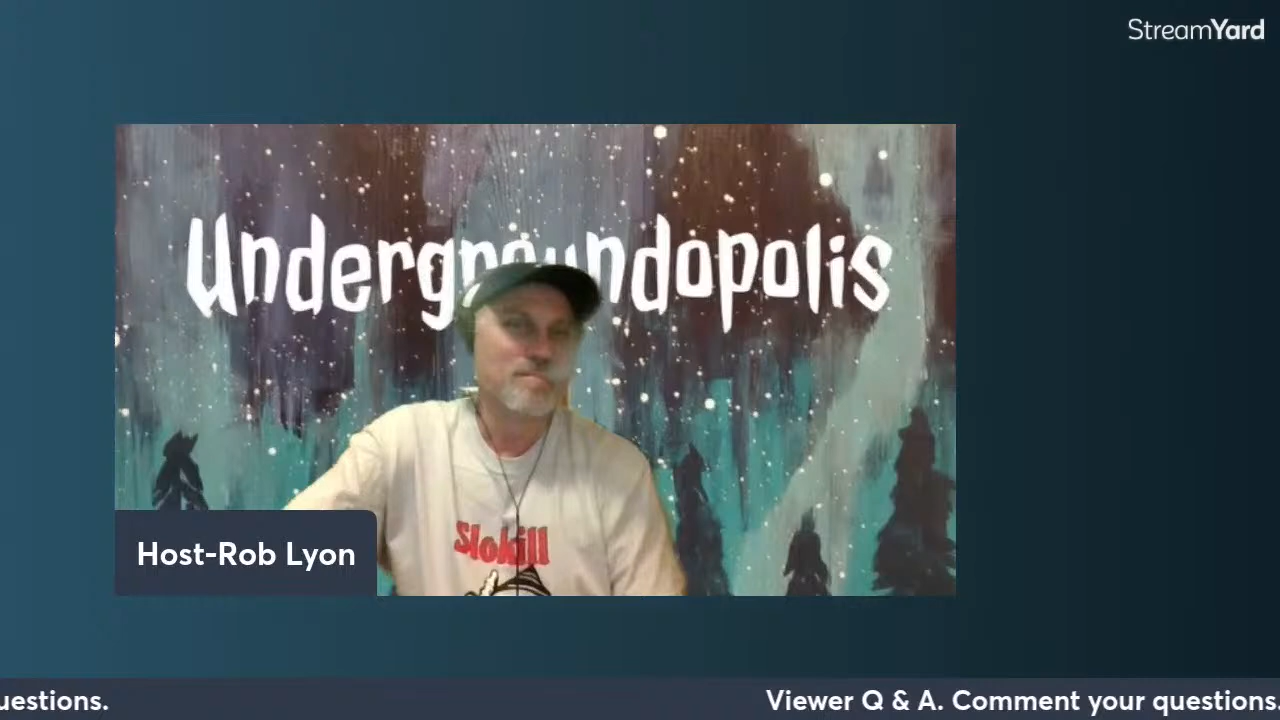 StreamYard
Undergroundopolis
Host-Rob Lyon
Slokill
uestions.
Viewer Q & A. Comment your questions.